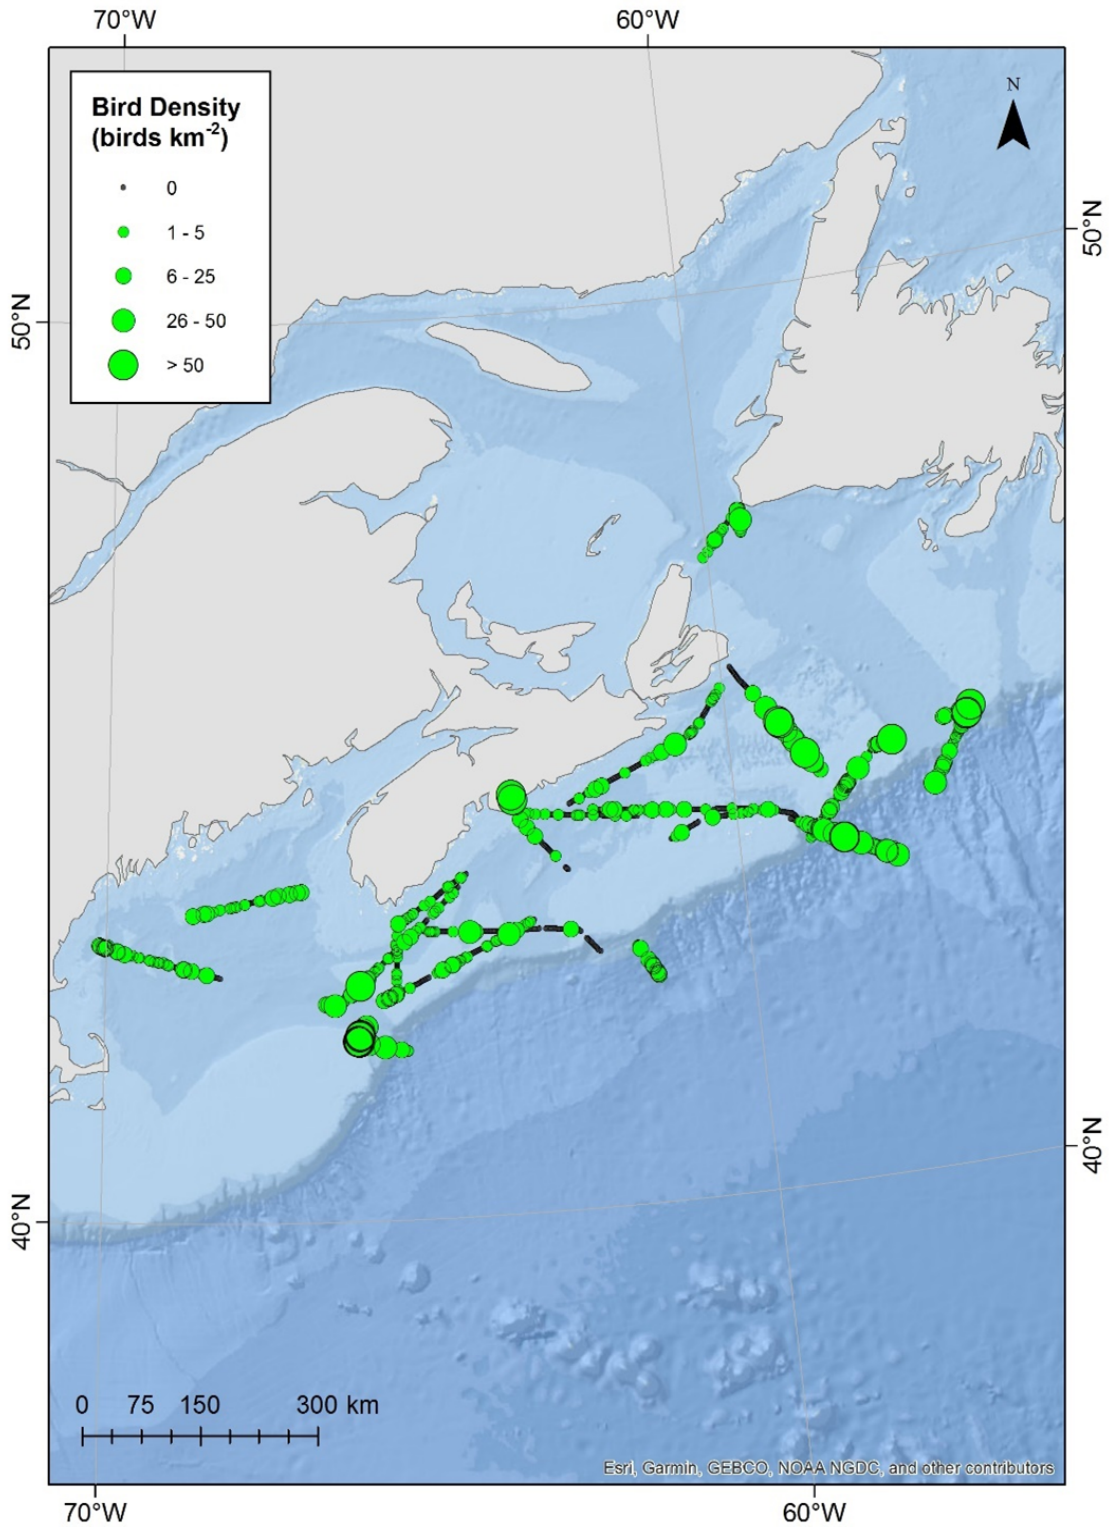 70°W 60°W
Bird Density
(birds km-2)
0
1 - 5
6 - 25
26 - 50
> 50
N
50°N
50°N
40°N
40°N
0 75 150 300 km
Esri, Garmin, GEBCO, NOAA NGDC, and other contributors
70°W 60°W